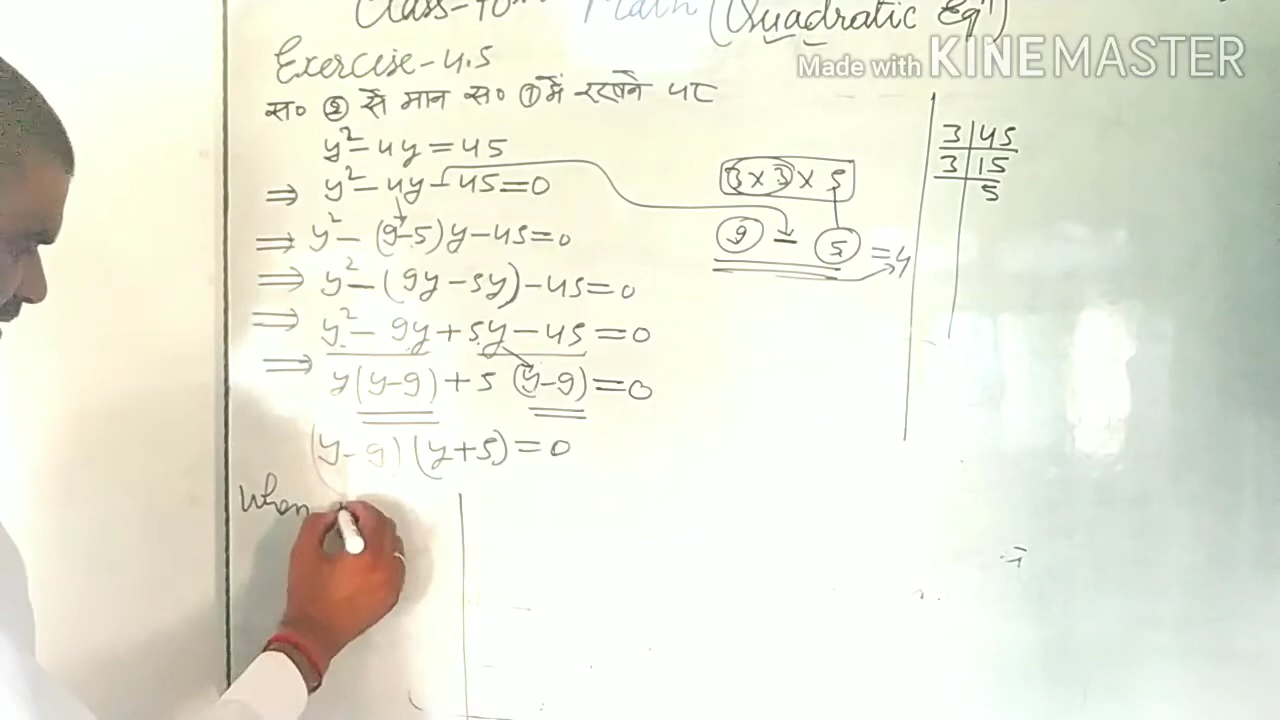 Class-10th Math (Quadratic Eqn)
Made with KINEMASTER
Exercise-4.5
स० ② से मान स० ① में रखने पर
y² - 4y = 45
⇒ y² - 4y - 45 = 0
⇒ y² - (9-5)y - 45 = 0
⇒ y² - (9y - 5y) - 45 = 0
⇒ y² - 9y + 5y - 45 = 0
⇒ y(y-9) + 5(y-9) = 0
(y-9)(y+5) = 0
When
3 × 3 × 5
9 - 5 = 4
3 | 45
3 | 15
5